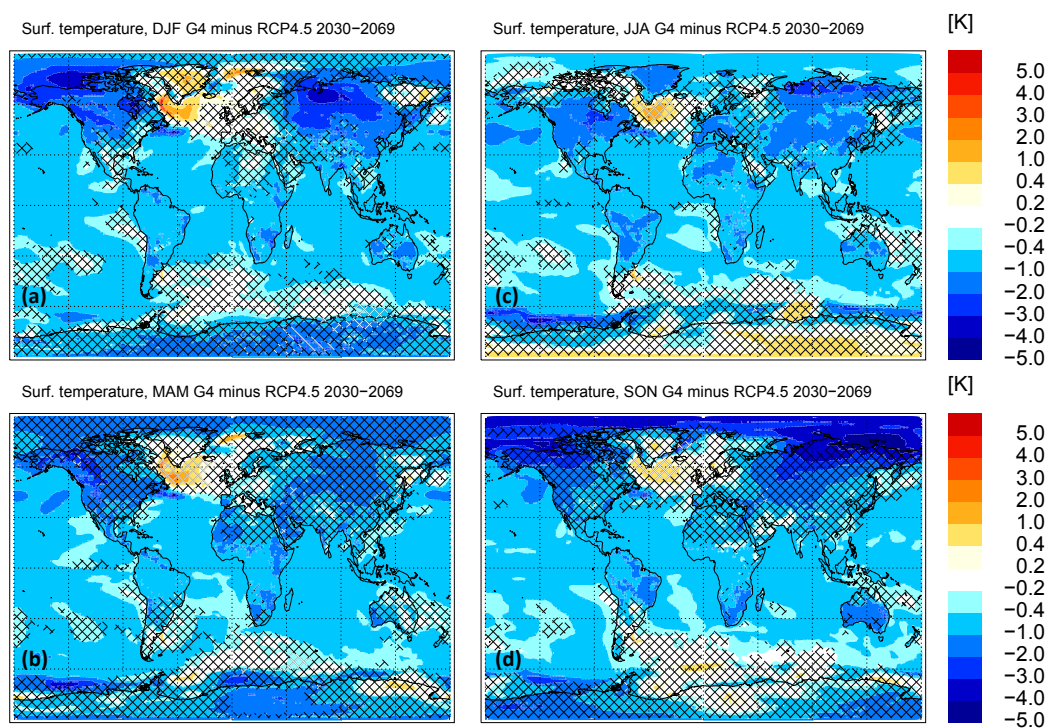 Surf. temperature, DJF G4 minus RCP4.5 2030−2069
Surf. temperature, JJA G4 minus RCP4.5 2030−2069
[K]
5.0
4.0
3.0
2.0
1.0
0.4
0.2
−0.2
−0.4
−1.0
−2.0
−3.0
−4.0
−5.0
(a)
(c)
Surf. temperature, MAM G4 minus RCP4.5 2030−2069
Surf. temperature, SON G4 minus RCP4.5 2030−2069
[K]
5.0
4.0
3.0
2.0
1.0
0.4
0.2
−0.2
−0.4
−1.0
−2.0
−3.0
−4.0
−5.0
(b)
(d)